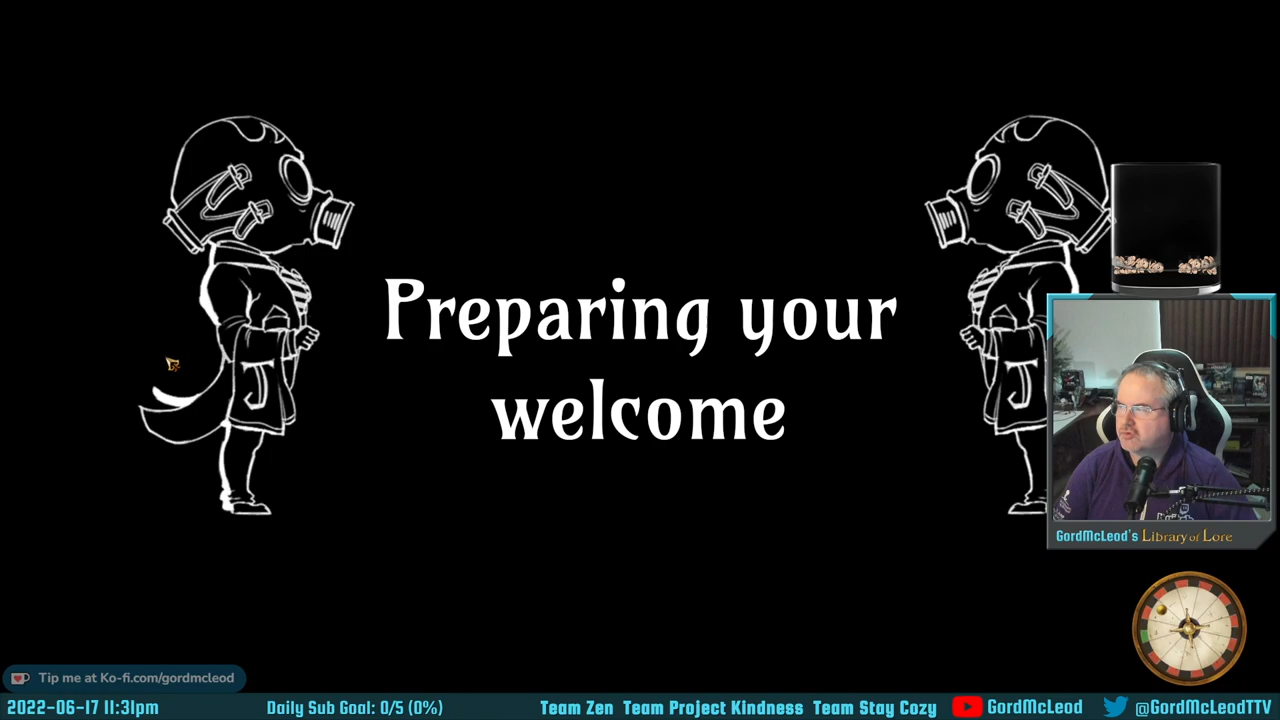 Preparing your
welcome
GordMcLeod's Library of Lore
Tip me at Ko-fi.com/gordmcleod
2022-06-17 11:31pm Daily Sub Goal: 0/5 (0%) Team Zen Team Project Kindness Team Stay Cozy GordMcLeod @GordMcLeodTTV